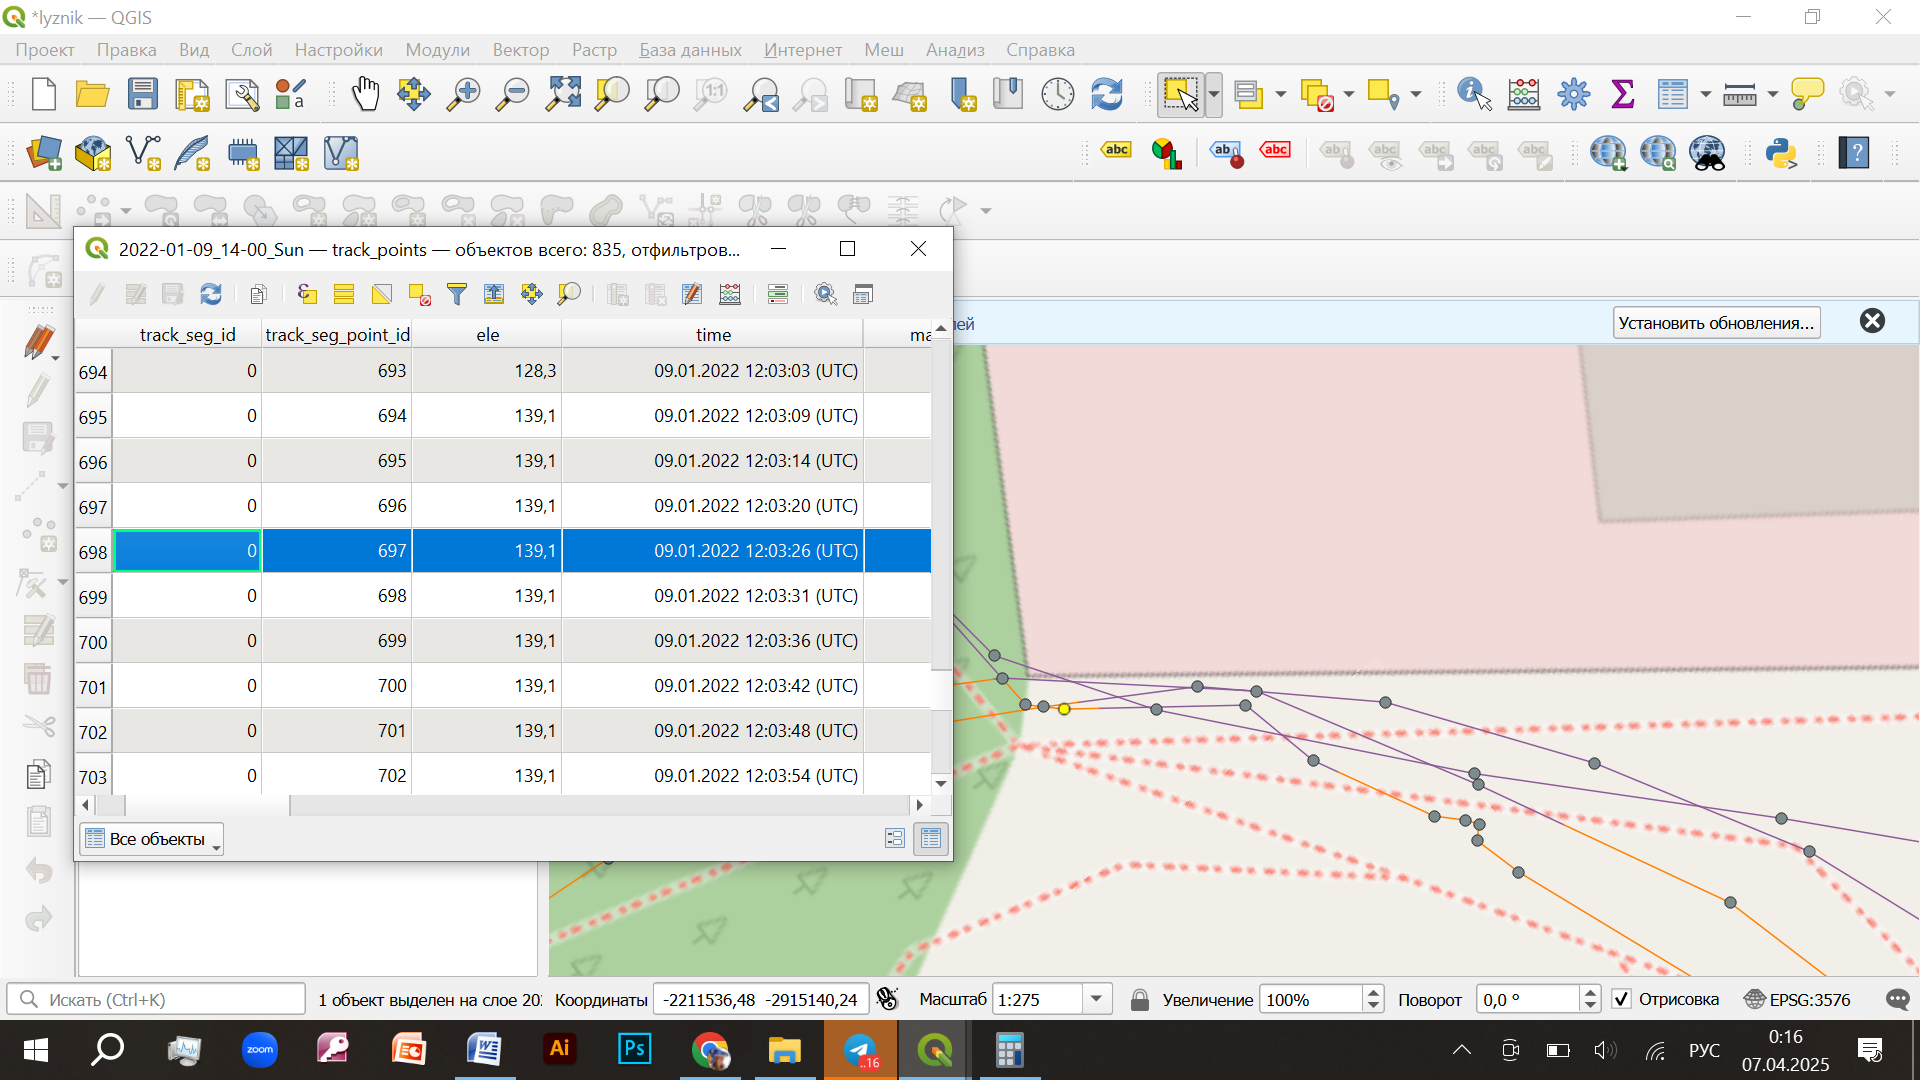 *lyznik — QGIS
Проект Правка Вид Слой Настройки Модули Вектор Растр База данных Интернет Меш Анализ Справка
2022-01-09_14-00_Sun — track_points — объектов всего: 835, отфильтров...
Установить обновления...
track_seg_id track_seg_point_id ele time ma
694 0 693 128,3 09.01.2022 12:03:03 (UTC)
695 0 694 139,1 09.01.2022 12:03:09 (UTC)
696 0 695 139,1 09.01.2022 12:03:14 (UTC)
697 0 696 139,1 09.01.2022 12:03:20 (UTC)
698 0 697 139,1 09.01.2022 12:03:26 (UTC)
699 0 698 139,1 09.01.2022 12:03:31 (UTC)
700 0 699 139,1 09.01.2022 12:03:36 (UTC)
701 0 700 139,1 09.01.2022 12:03:42 (UTC)
702 0 701 139,1 09.01.2022 12:03:48 (UTC)
703 0 702 139,1 09.01.2022 12:03:54 (UTC)
Все объекты
Искать (Ctrl+K) 1 объект выделен на слое 202 Координаты -2211536,48 -2915140,24 Масштаб 1:275 Увеличение 100% Поворот 0,0 ° Отрисовка EPSG:3576
zoom Ai Ps ..16 РУС 0:16
07.04.2025